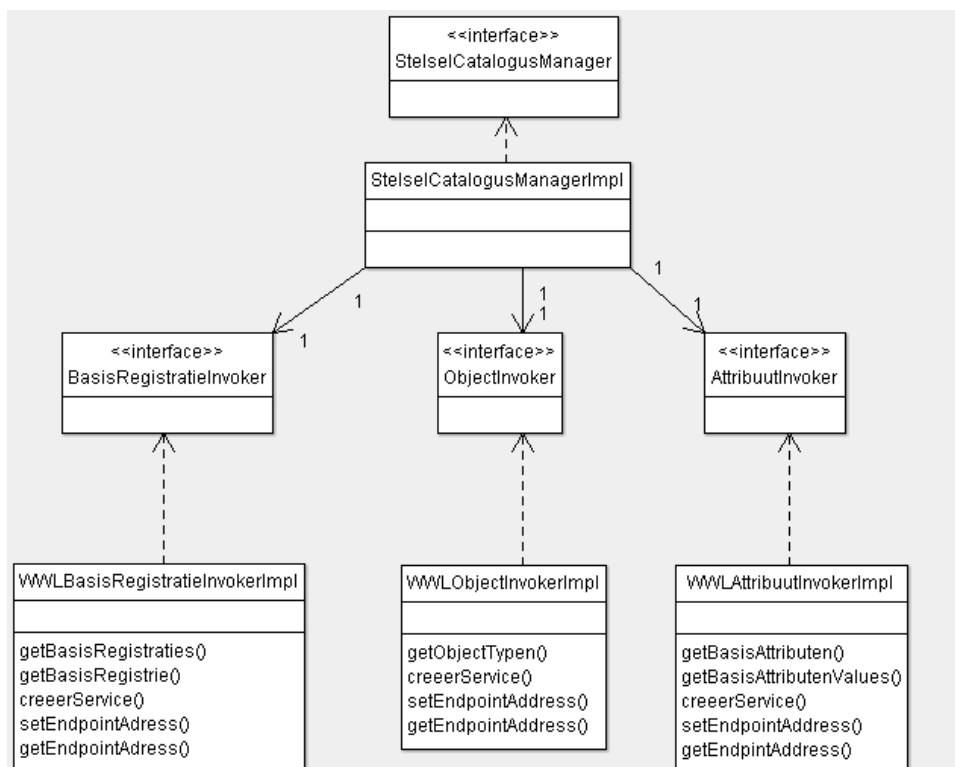 <<interface>>
StelselCatalogusManager
StelselCatalogusManagerImpl
1
1
1
1
1
1
<<interface>>
BasisRegistratieInvoker
<<interface>>
ObjectInvoker
<<interface>>
AttribuutInvoker
WWLBasisRegistratieInvokerImpl
getBasisRegistraties()
getBasisRegistrie()
creeerService()
setEndpointAdress()
getEndpointAdress()
WWLObjectInvokerImpl
getObjectTypen()
creeerService()
setEndpointAddress()
getEndpointAddress()
WWLAttribuutInvokerImpl
getBasisAttributen()
getBasisAttributenValues()
creeerService()
setEndpointAddress()
getEndpintAddress()